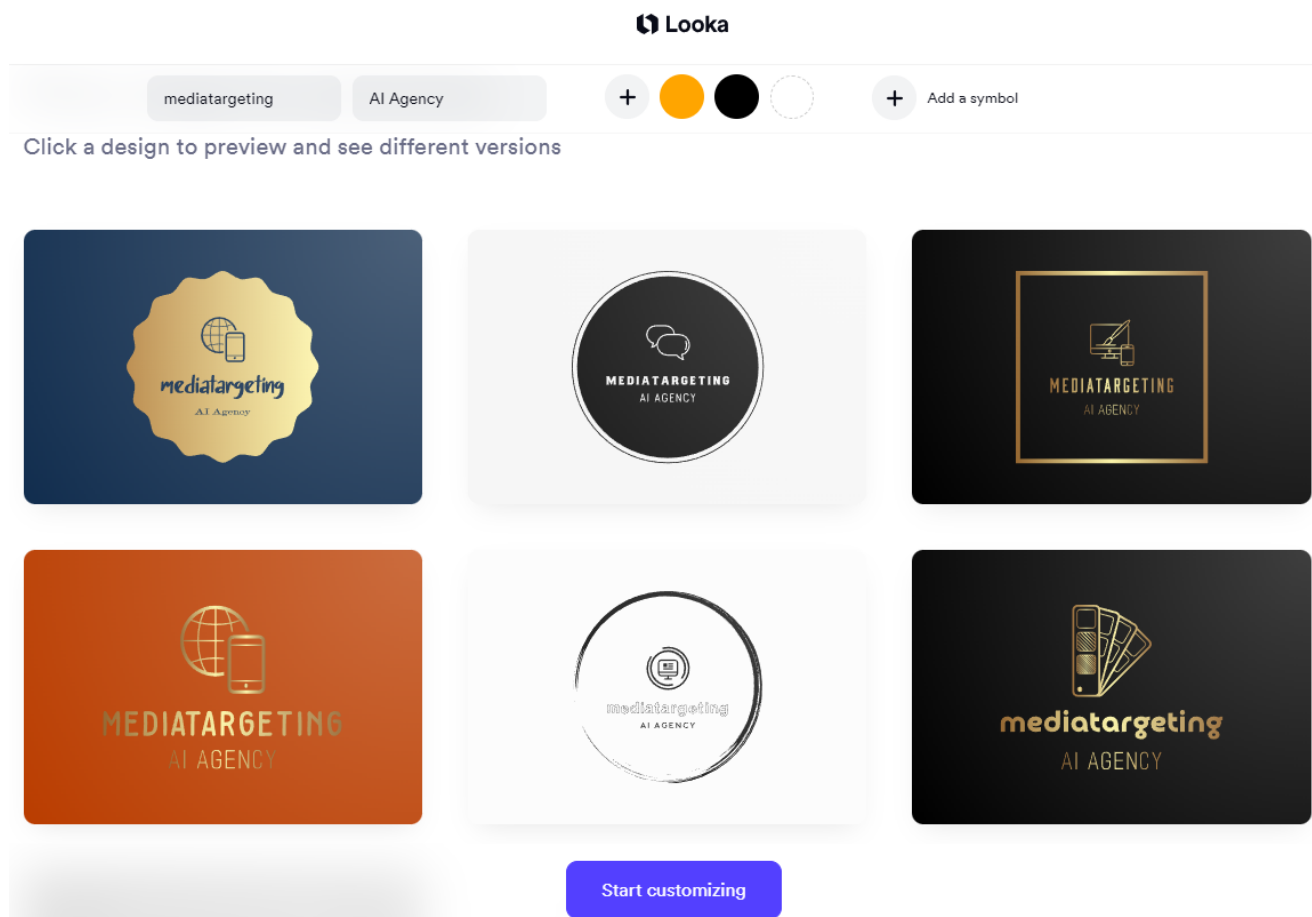 Looka
mediatargeting
AI Agency
Add a symbol
Click a design to preview and see different versions
mediatargeting
AI Agency
MEDIATARGETING
AI AGENCY
MEDIATARGETING
AI AGENCY
MEDIATARGETING
AI AGENCY
mediatargeting
AI AGENCY
mediatargeting
AI AGENCY
Start customizing